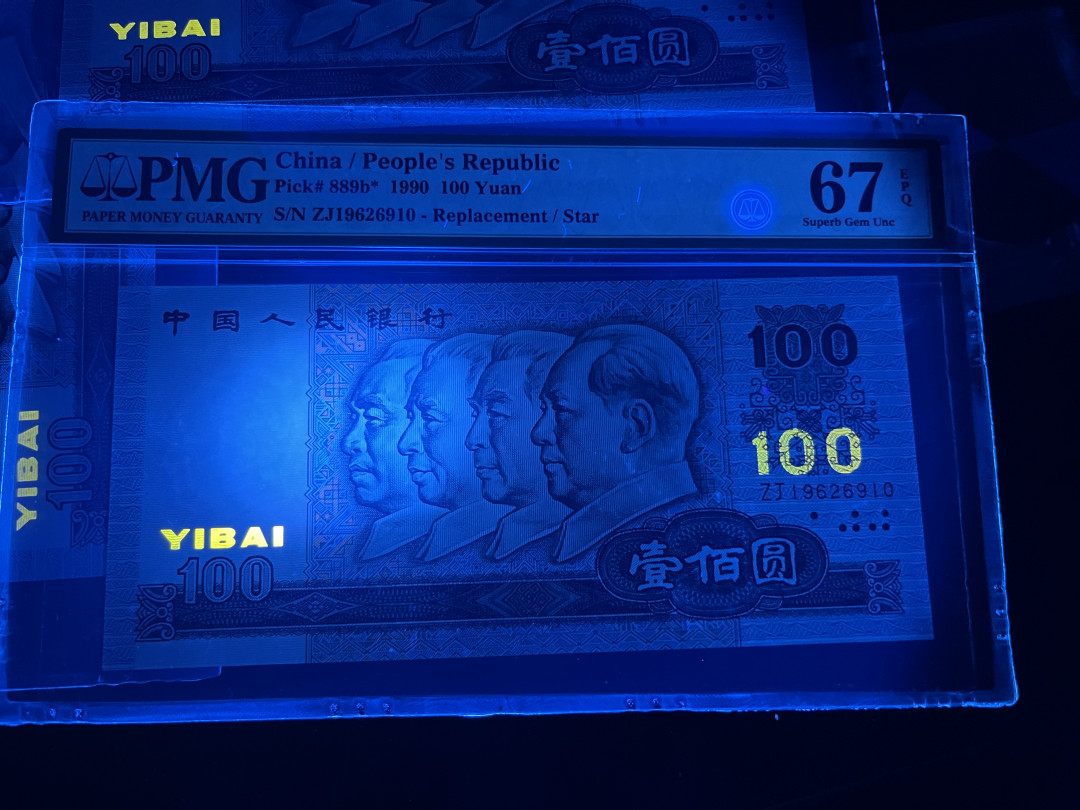 YIBAI
100
壹佰圆
PMG
PAPER MONEY GUARANTY
China / People's Republic
Pick# 889b* 1990 100 Yuan
S/N ZJ19626910 - Replacement / Star
67
EPQ
Superb Gem Unc
中国人民银行
100
100
ZJ19626910
YIBAI
100
壹佰圆
YIBAI
100